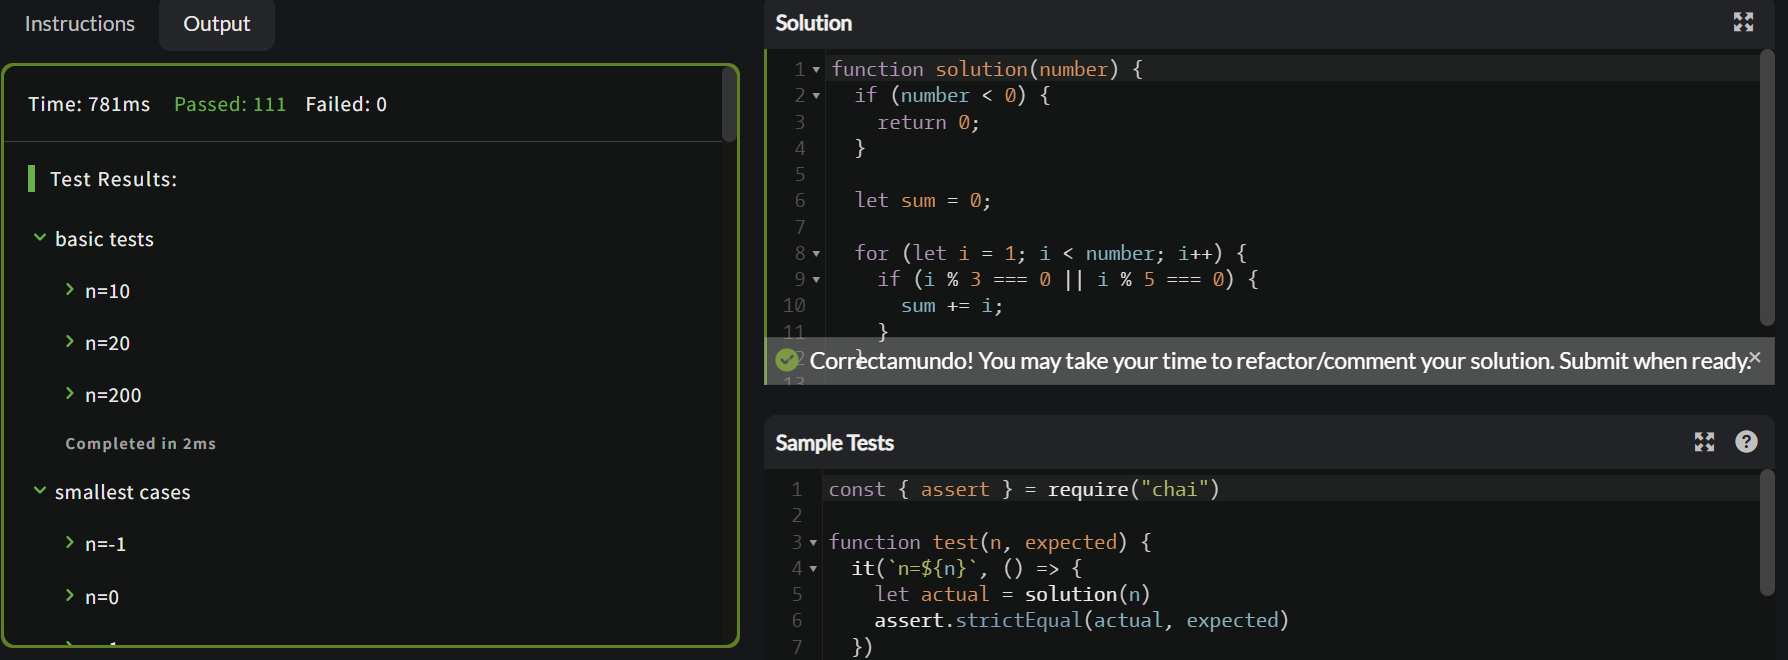 Instructions
Output
Time: 781ms Passed: 111 Failed: 0
Test Results:
basic tests
n=10
n=20
n=200
Completed in 2ms
smallest cases
n=-1
n=0
Solution
1 function solution(number) {
2 if (number < 0) {
3 return 0;
4 }
5
6 let sum = 0;
7
8 for (let i = 1; i < number; i++) {
9 if (i % 3 === 0 || i % 5 === 0) {
10 sum += i;
11 }
Correctamundo! You may take your time to refactor/comment your solution. Submit when ready.
Sample Tests
1 const { assert } = require("chai")
2
3 function test(n, expected) {
4 it(`n=${n}`, () => {
5 let actual = solution(n)
6 assert.strictEqual(actual, expected)
7 })